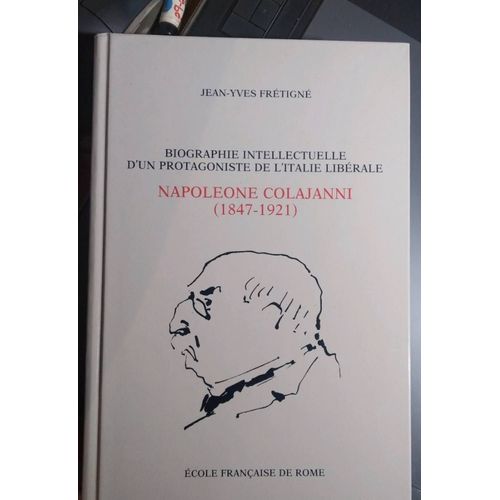 JEAN-YVES FRÉTIGNÉ
BIOGRAPHIE INTELLECTUELLE
D'UN PROTAGONISTE DE L'ITALIE LIBÉRALE
NAPOLEONE COLAJANNI
(1847-1921)
ÉCOLE FRANÇAISE DE ROME